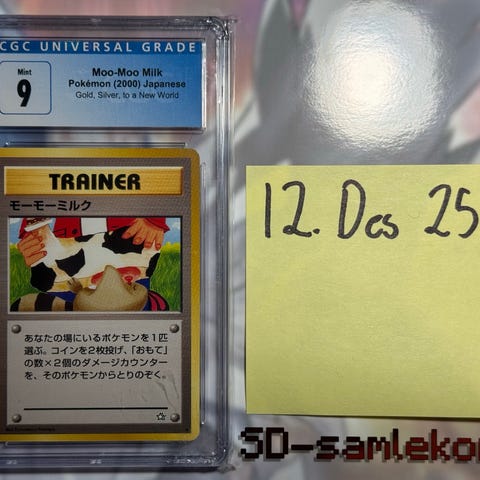 CGC UNIVERSAL GRADE
Mint
9
Moo-Moo Milk
Pokémon (2000) Japanese
Gold, Silver, to a New World
TRAINER
モーモーミルク
あなたの場にいるポケモンを1匹
選ぶ。コインを2枚投げ、「おもて」
の数×2個のダメージカウンター
を、そのポケモンからとりのぞく。
12. Des 25
SD-samlekor